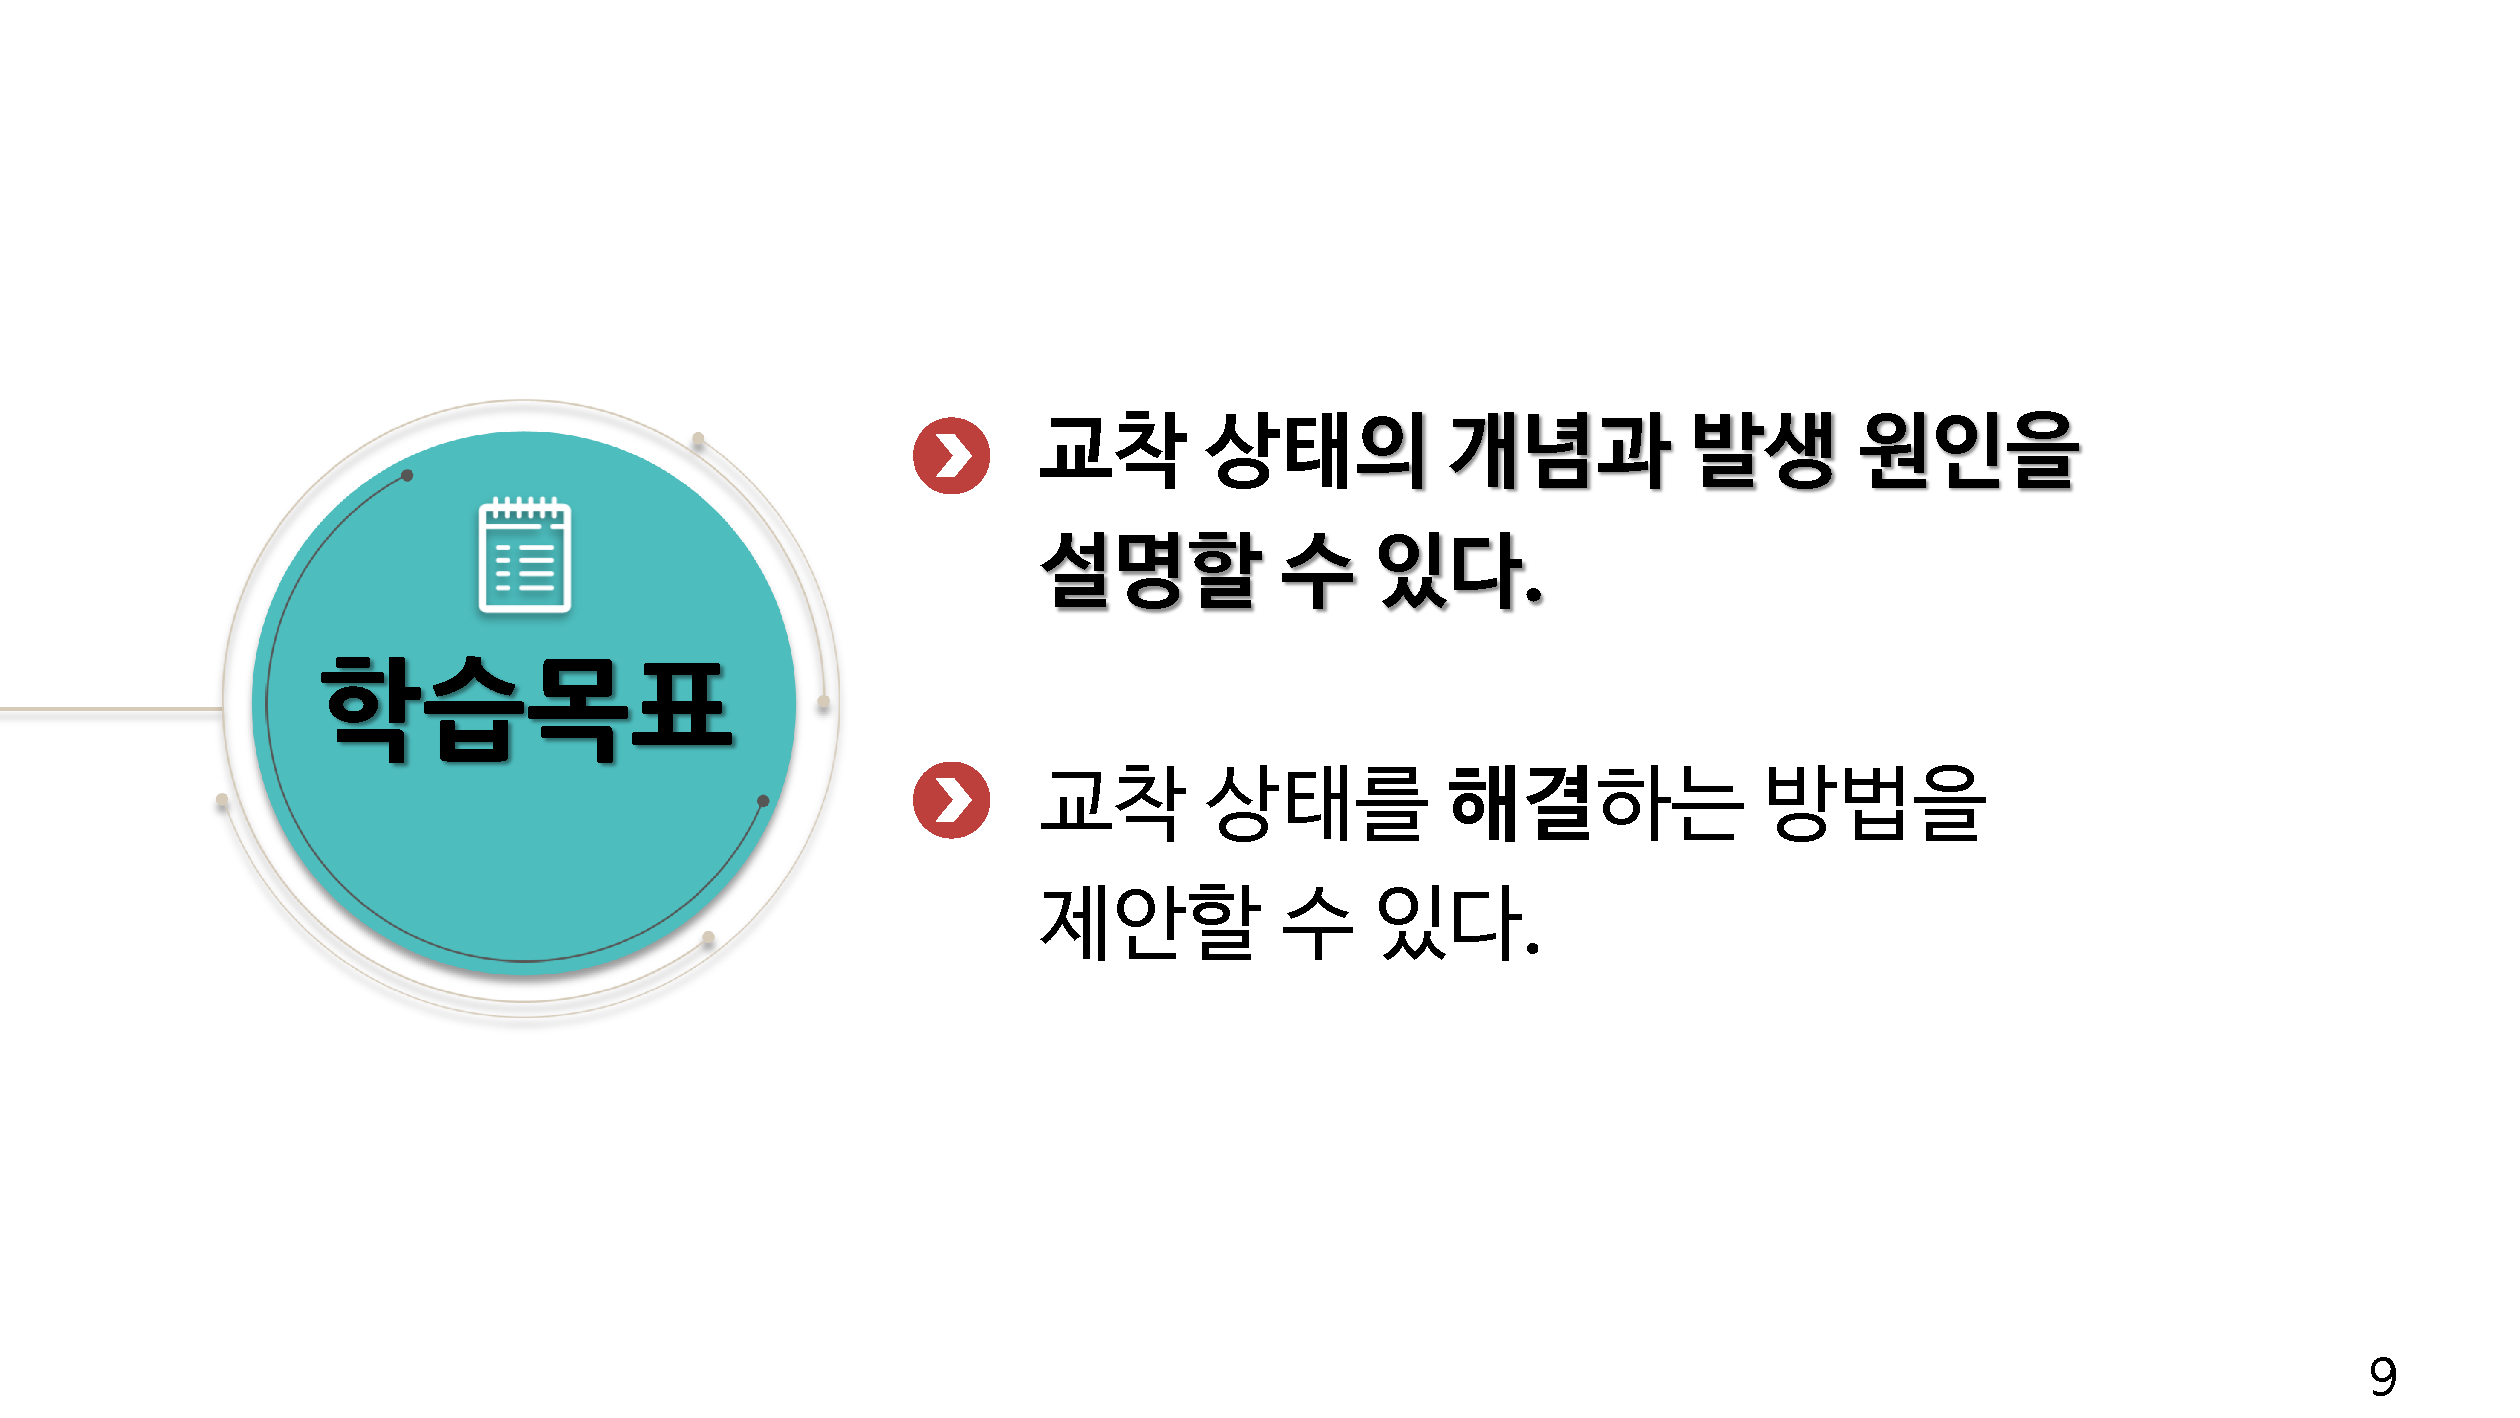 학습목표
교착 상태의 개념과 발생 원인을
설명할 수 있다.
교착 상태를 해결하는 방법을
제안할 수 있다.
9